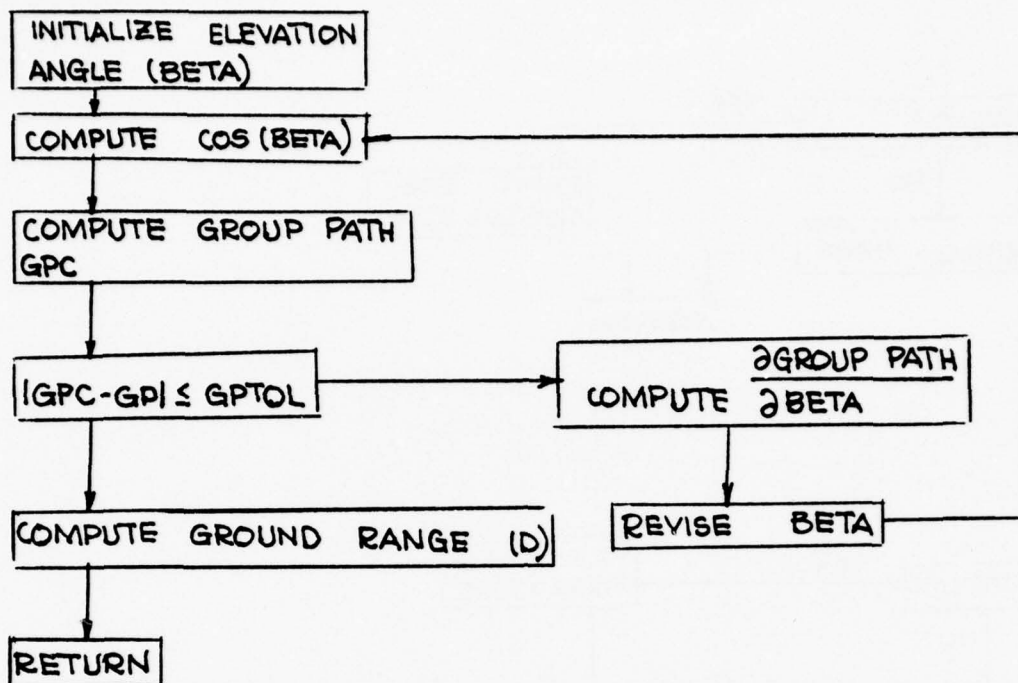 INITIALIZE ELEVATION
ANGLE (BETA)
COMPUTE COS (BETA)
COMPUTE GROUP PATH
GPC
|GPC-GP| ≤ GPTOL
∂GROUP PATH
COMPUTE ∂BETA
COMPUTE GROUND RANGE (D)
REVISE BETA
RETURN